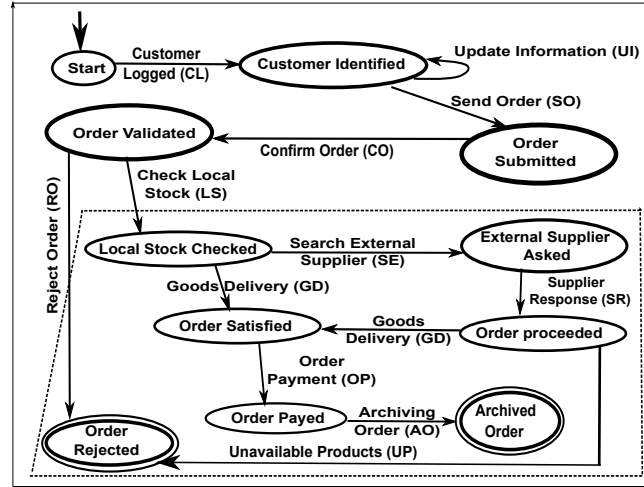 Start
Customer
Logged (CL)
Customer Identified
Update Information (UI)
Send Order (SO)
Order Validated
Confirm Order (CO)
Order
Submitted
Check Local
Stock (LS)
Reject Order (RO)
Local Stock Checked
Search External
Supplier (SE)
External Supplier
Asked
Goods Delivery (GD)
Supplier
Response (SR)
Order Satisfied
Goods
Delivery (GD)
Order proceeded
Order
Payment (OP)
Order Payed
Archiving
Order (AO)
Archived
Order
Order
Rejected
Unavailable Products (UP)